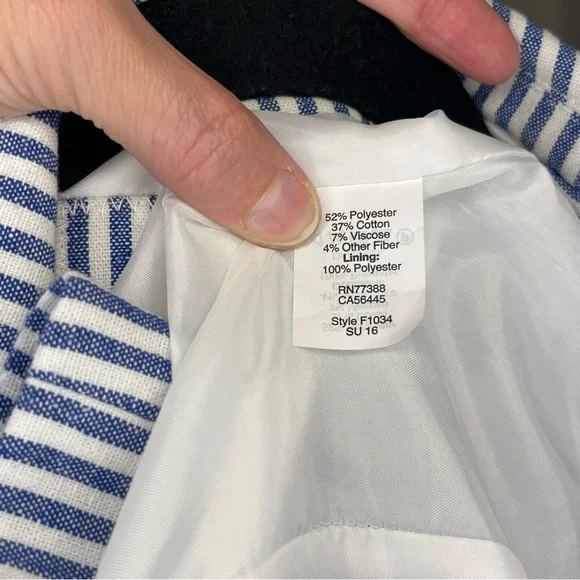 52% Polyester
37% Cotton
7% Viscose
4% Other Fiber
Lining:
100% Polyester
RN77388
CA56445
Style F1034
SU 16